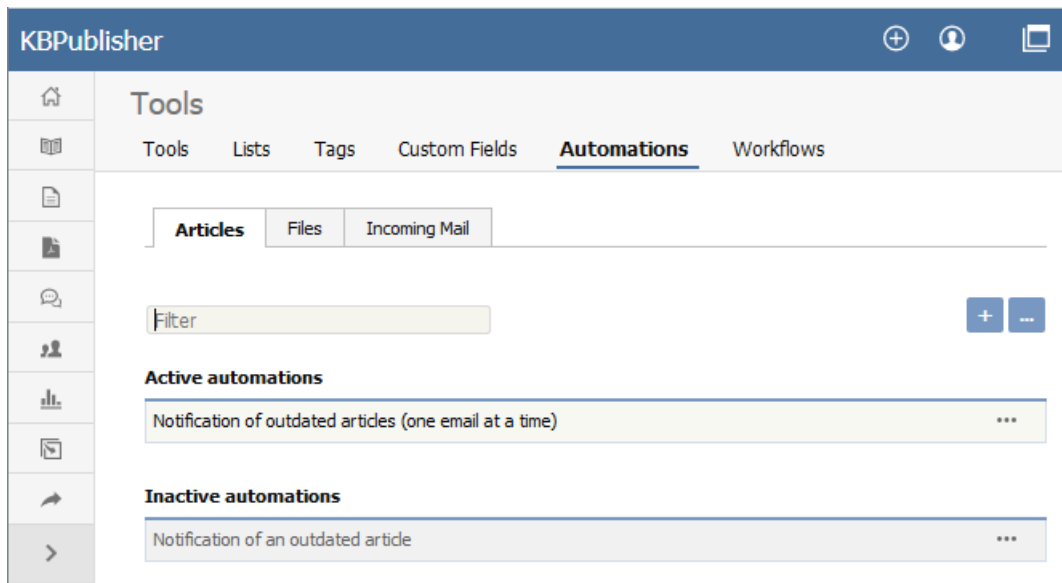 KBPublisher
Tools
Tools Lists Tags Custom Fields Automations Workflows
Articles Files Incoming Mail
Filter
+ ...
Active automations
Notification of outdated articles (one email at a time) ...
Inactive automations
Notification of an outdated article ...